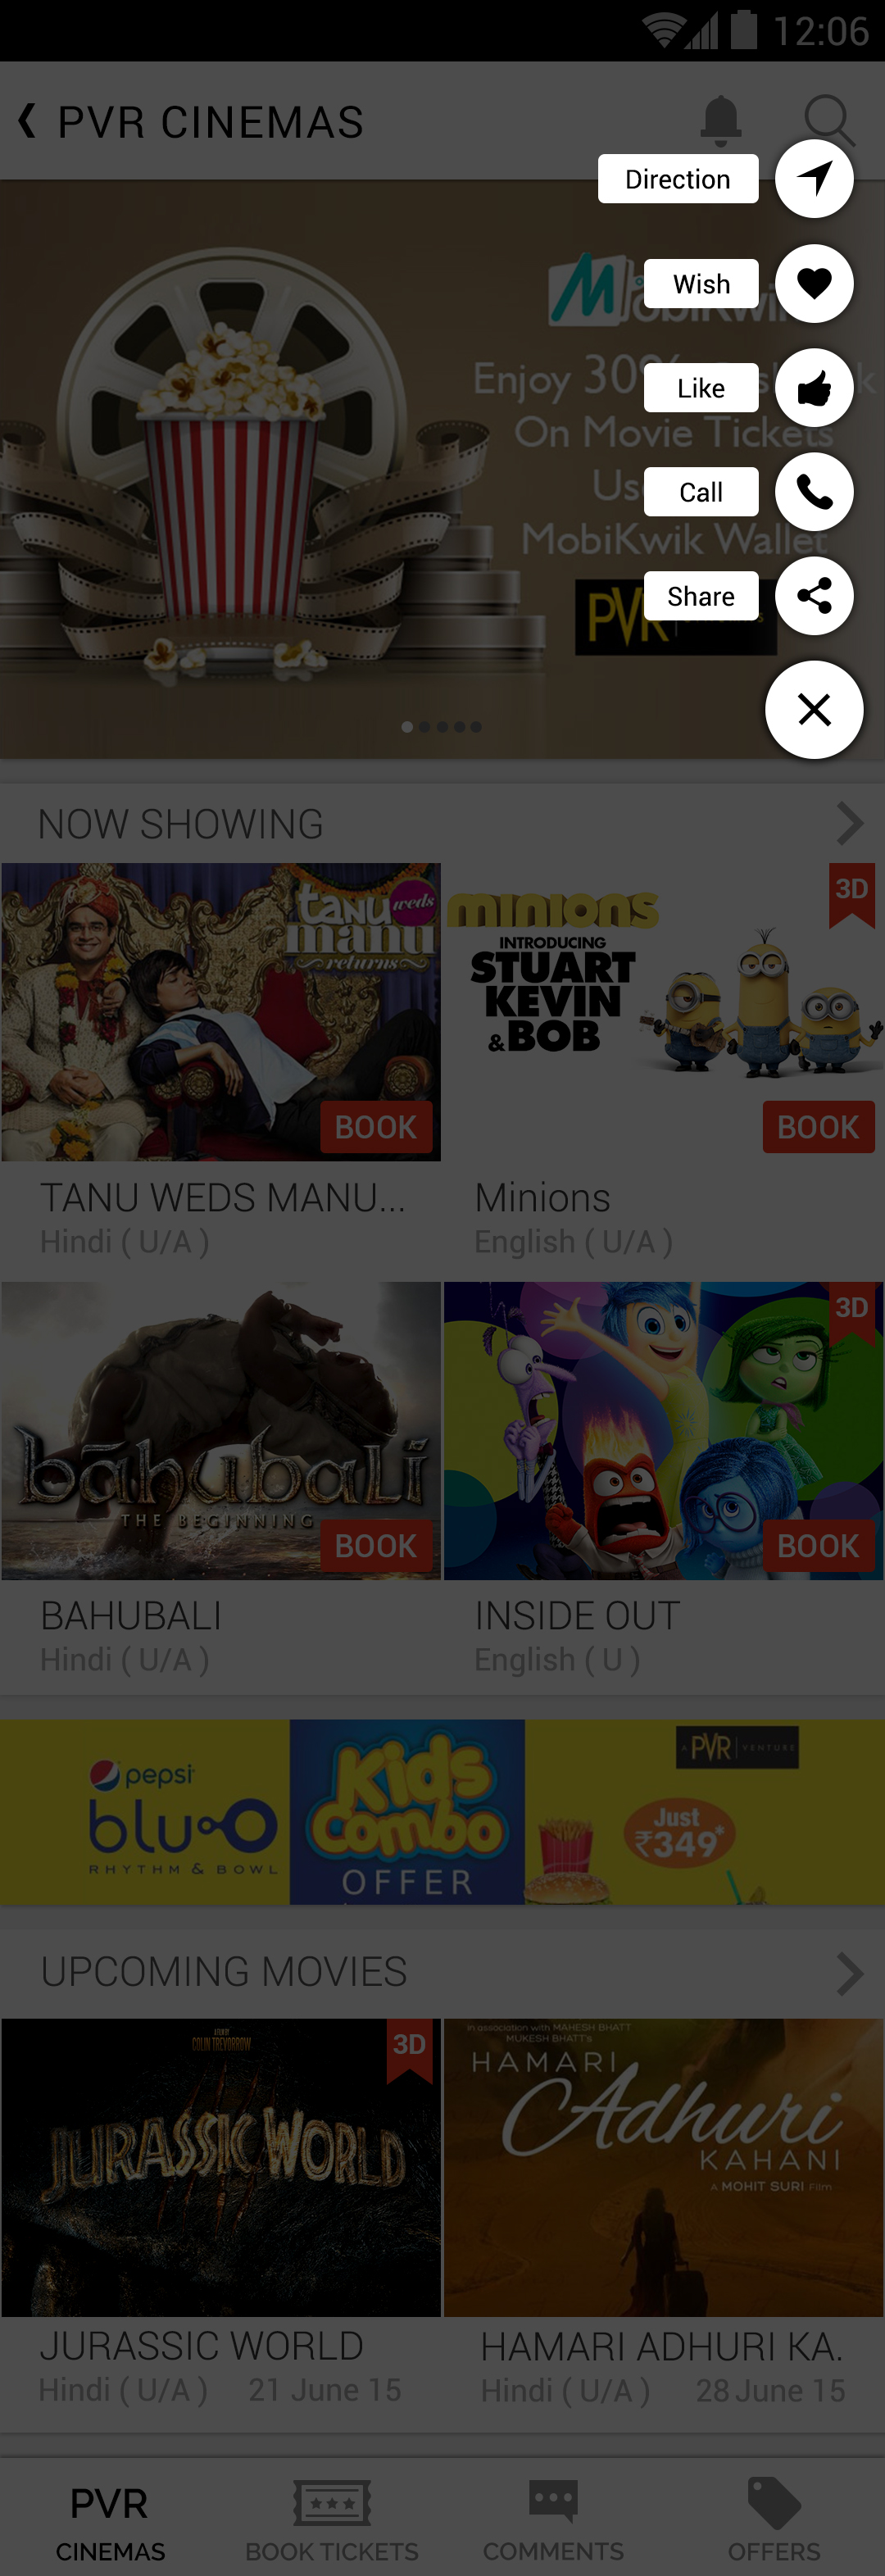 12:06
PVR CINEMAS
Direction
Wish
MobiKwik
Like
Enjoy 30%
k
On Movie Tickets
Call
MobiKwik Wallet
Share
PVR
NOW SHOWING
tanu weds
manu
returns
BOOK
minions
INTRODUCING
STUART
KEVIN
& BOB
3D
BOOK
TANU WEDS MANU...
Hindi ( U/A )
Minions
English ( U/A )
bāhubali
THE BEGINNING
BOOK
3D
BOOK
BAHUBALI
Hindi ( U/A )
INSIDE OUT
English ( U )
pepsi
blu-O
RHYTHM & BOWL
Kids
Combo
OFFER
A PVR VENTURE
Just
₹349*
UPCOMING MOVIES
A FILM BY
COLIN TREVORROW
3D
JURASSIC WORLD
in association with MAHESH BHATT
MUKESH BHATT's
HAMARI
Adhuri
KAHANI
A MOHIT SURI Film
JURASSIC WORLD
Hindi ( U/A ) 21 June 15
HAMARI ADHURI KA.
Hindi ( U/A ) 28 June 15
PVR
CINEMAS
BOOK TICKETS
COMMENTS
OFFERS